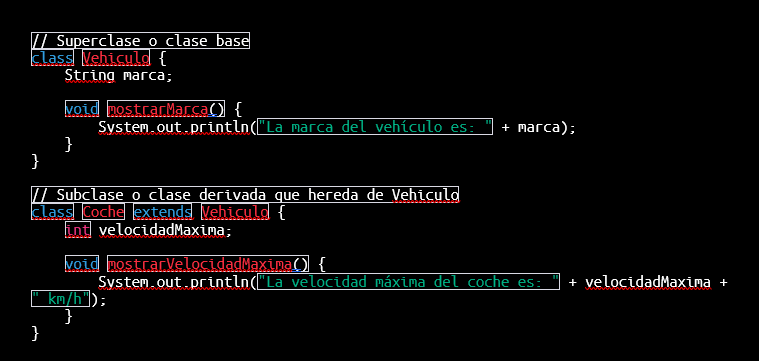 // Superclase o clase base
class Vehiculo {
    String marca;

    void mostrarMarca() {
        System.out.println("La marca del vehículo es: " + marca);
    }
}

// Subclase o clase derivada que hereda de Vehiculo
class Coche extends Vehiculo {
    int velocidadMaxima;

    void mostrarVelocidadMaxima() {
        System.out.println("La velocidad máxima del coche es: " + velocidadMaxima +
" km/h");
    }
}